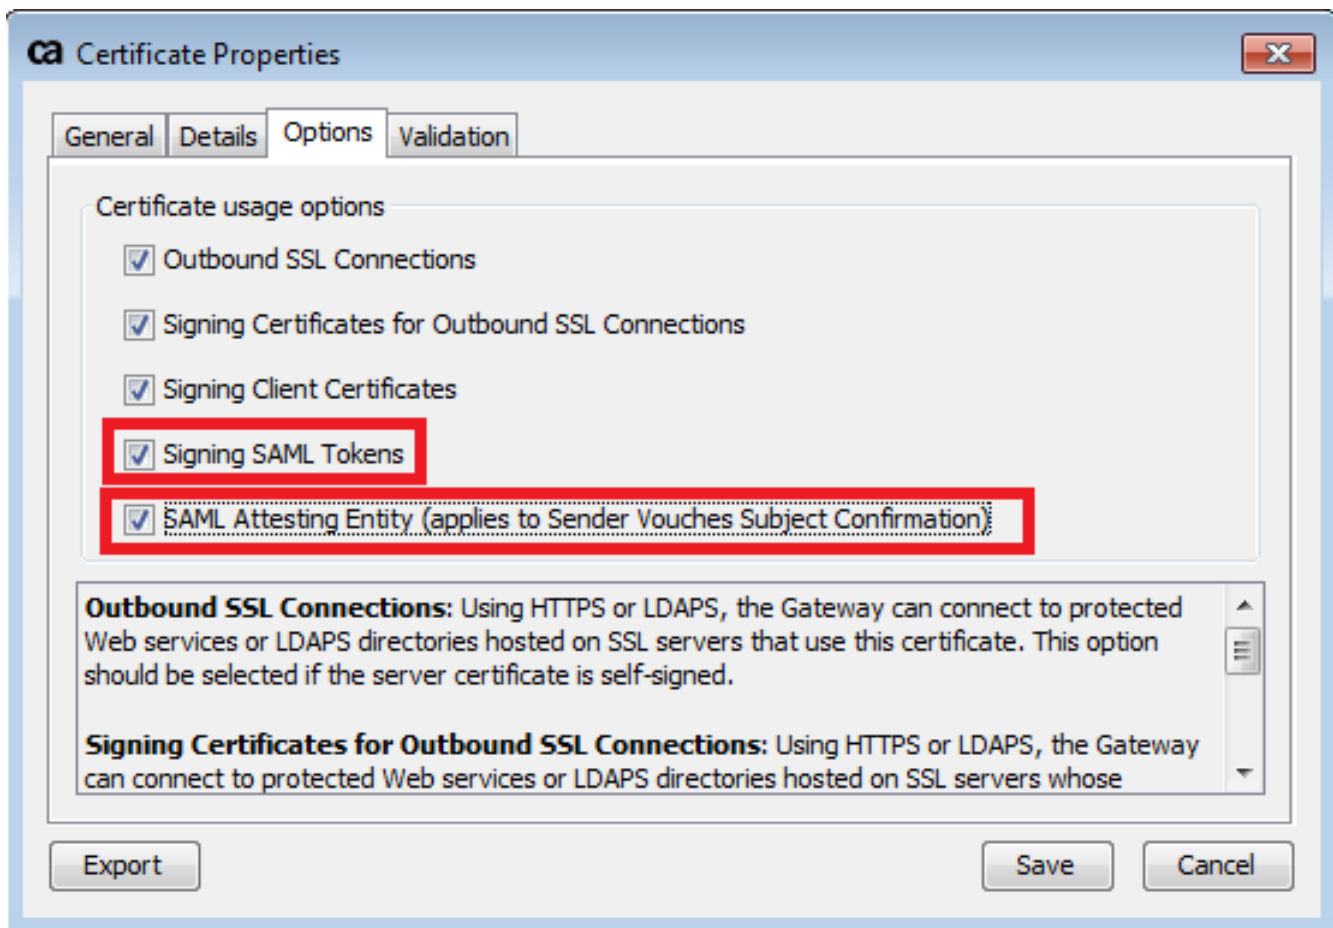 ca Certificate Properties
General Details Options Validation
Certificate usage options
Outbound SSL Connections
Signing Certificates for Outbound SSL Connections
Signing Client Certificates
Signing SAML Tokens
SAML Attesting Entity (applies to Sender Vouches Subject Confirmation)
Outbound SSL Connections: Using HTTPS or LDAPS, the Gateway can connect to protected
Web services or LDAPS directories hosted on SSL servers that use this certificate. This option
should be selected if the server certificate is self-signed.
Signing Certificates for Outbound SSL Connections: Using HTTPS or LDAPS, the Gateway
can connect to protected Web services or LDAPS directories hosted on SSL servers whose
Export Save Cancel